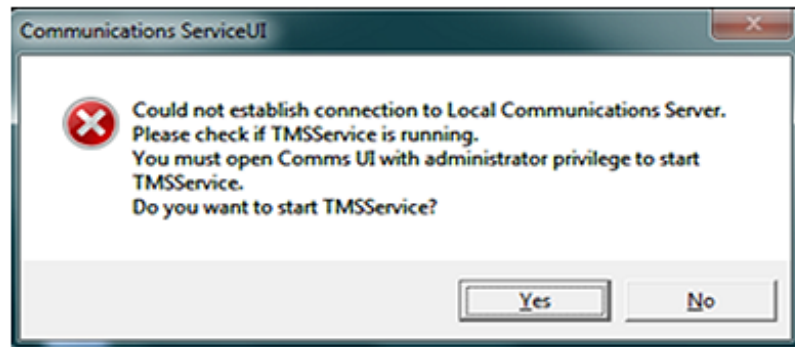 Communications ServiceUI
Could not establish connection to Local Communications Server.
Please check if TMSService is running.
You must open Comms UI with administrator privilege to start
TMSService.
Do you want to start TMSService?
Yes
No